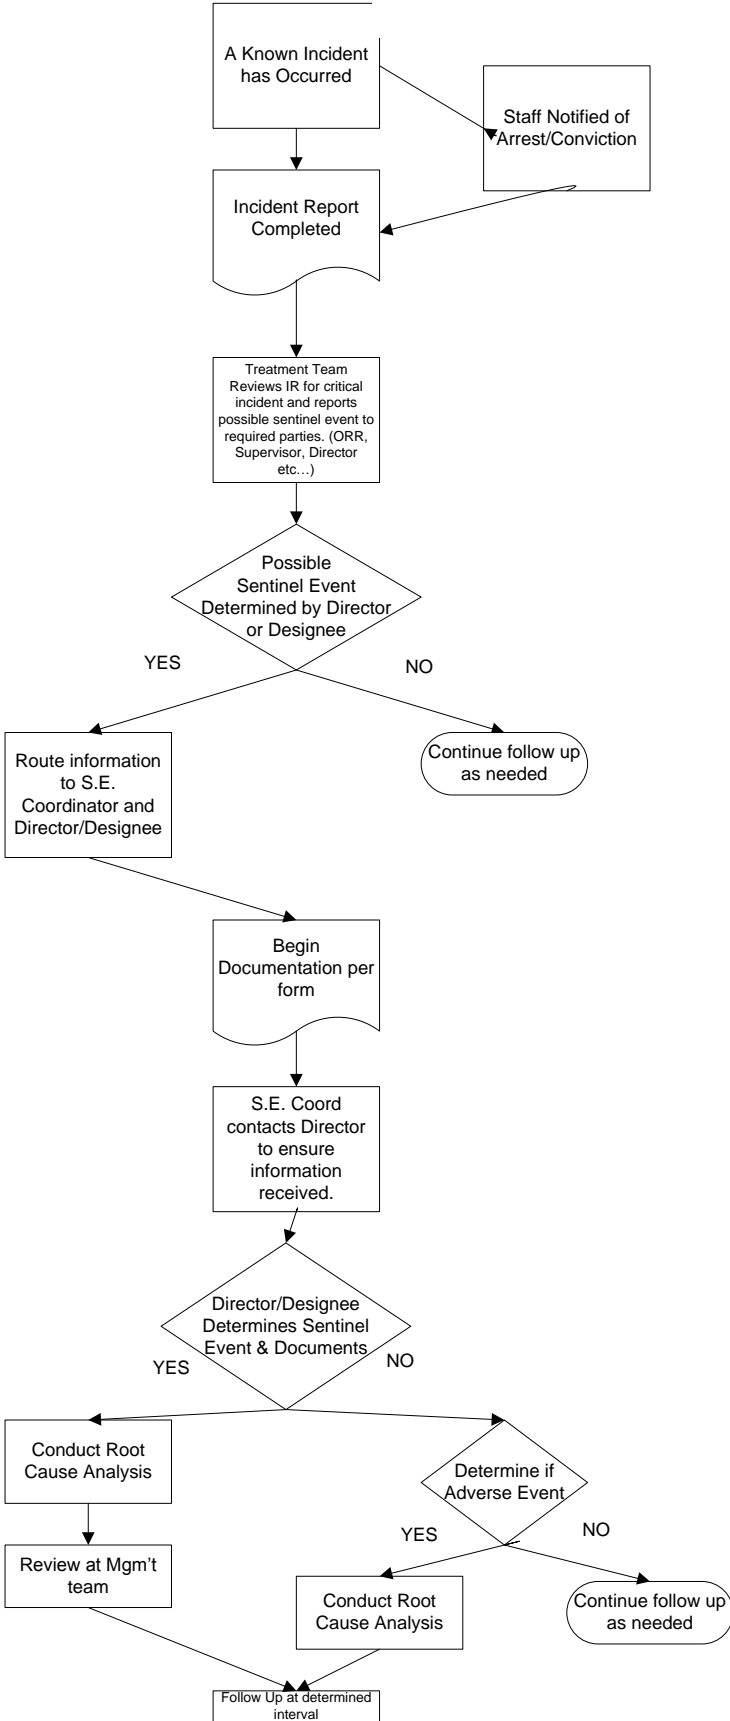 A Known Incident
has Occurred
Staff Notified of
Arrest/Conviction
Incident Report
Completed
Treatment Team
Reviews IR for critical
incident and reports
possible sentinel event to
required parties. (ORR,
Supervisor, Director
etc…)
Possible
Sentinel Event
Determined by Director
or Designee
YES
NO
Route information
to S.E.
Coordinator and
Director/Designee
Continue follow up
as needed
Begin
Documentation per
form
S.E. Coord
contacts Director
to ensure
information
received.
Director/Designee
Determines Sentinel
Event & Documents
YES
NO
Conduct Root
Cause Analysis
Determine if
Adverse Event
YES
NO
Review at Mgm't
team
Conduct Root
Cause Analysis
Continue follow up
as needed
Follow Up at determined
interval